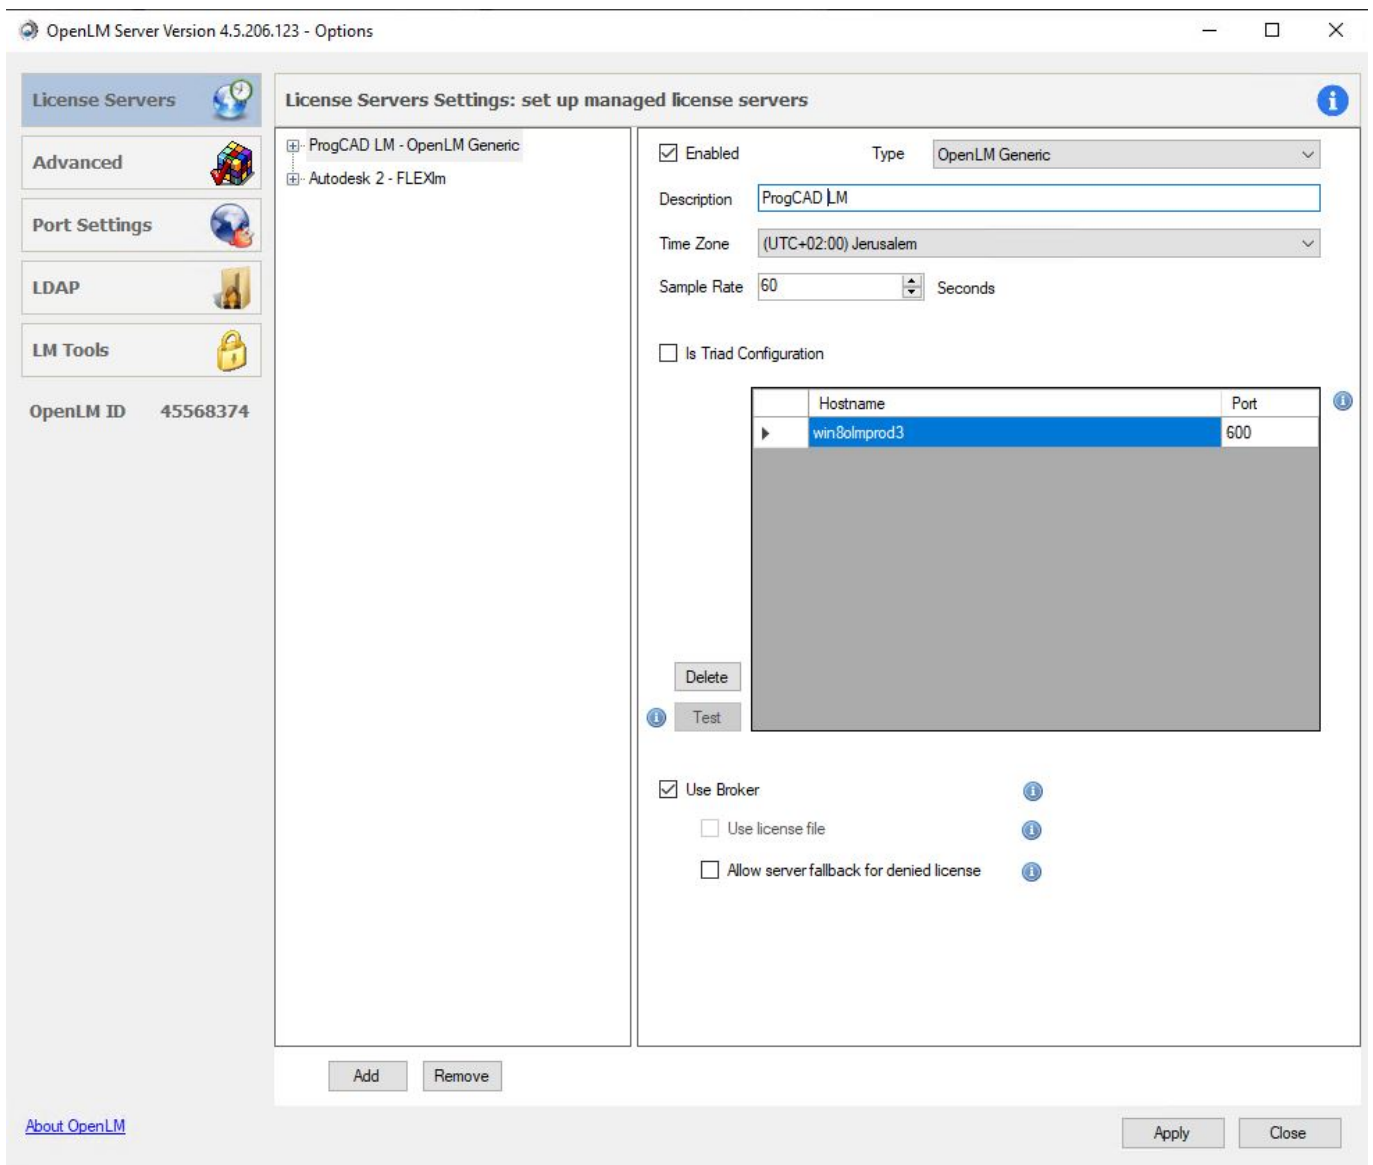 OpenLM Server Version 4.5.206.123 - Options
License Servers
License Servers Settings: set up managed license servers
Advanced
Port Settings
LDAP
LM Tools
OpenLM ID 45568374
ProgCAD LM - OpenLM Generic
Autodesk 2 - FLEXlm
Enabled
Type
OpenLM Generic
Description
ProgCAD LM
Time Zone
(UTC+02:00) Jerusalem
Sample Rate
60
Seconds
Is Triad Configuration
Hostname
Port
win8olmprod3
600
Delete
Test
Use Broker
Use license file
Allow server fallback for denied license
Add
Remove
About OpenLM
Apply
Close